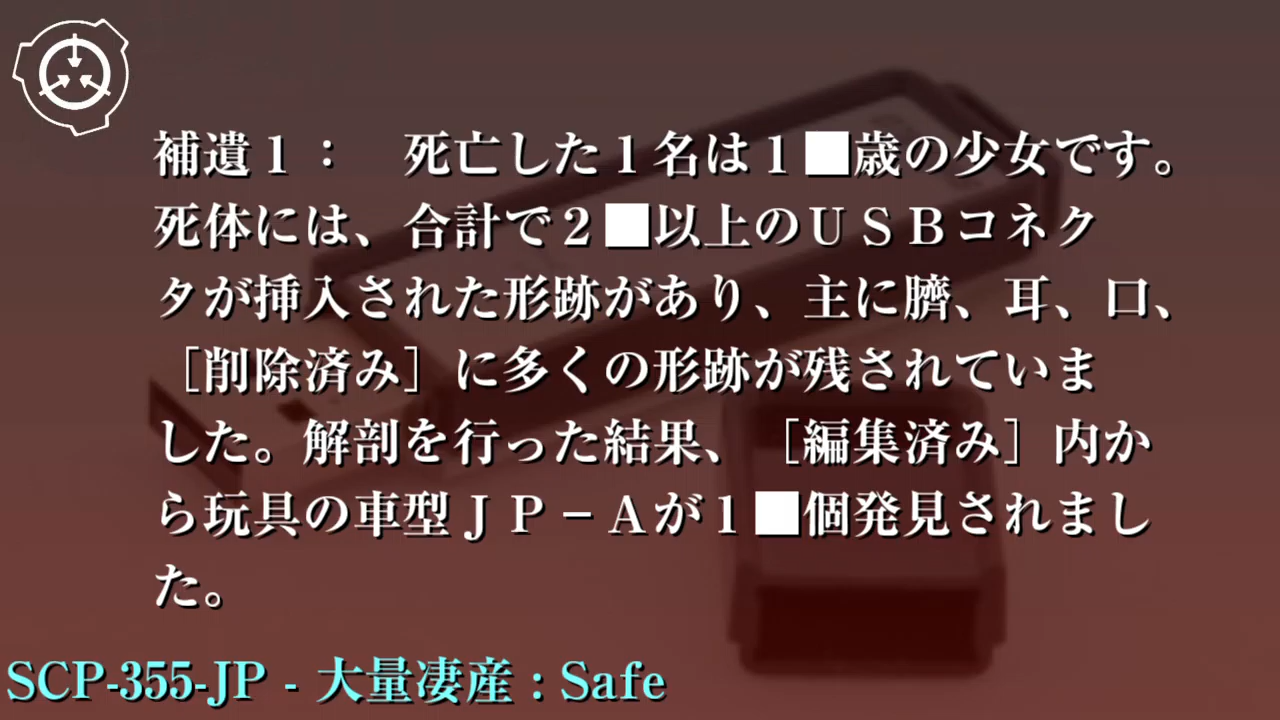 補遺１：　死亡した１名は１■歳の少女です。
死体には、合計で２■以上のＵＳＢコネク
タが挿入された形跡があり、主に臍、耳、口、
［削除済み］に多くの形跡が残されていま
した。解剖を行った結果、［編集済み］内か
ら玩具の車型ＪＰ－Ａが１■個発見されまし
た。
SCP-355-JP - 大量凄産 : Safe